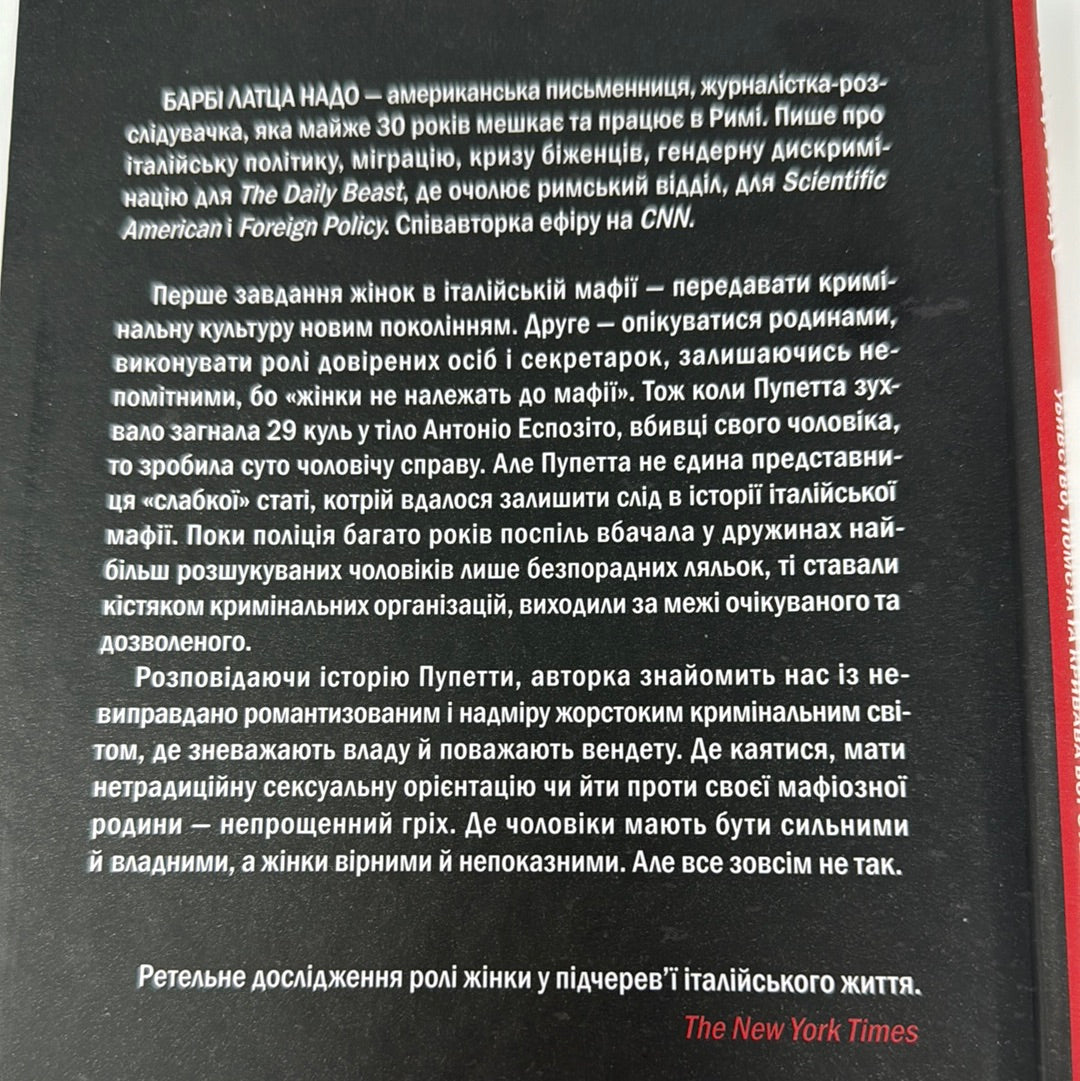 БАРБІ ЛАТЦА НАДО — американська письменниця, журналістка-роз-
слідувачка, яка майже 30 років мешкає та працює в Римі. Пише про
італійську політику, міграцію, кризу біженців, гендерну дискримі-
націю для The Daily Beast, де очолює римський відділ, для Scientific
American і Foreign Policy. Співавторка ефіру на CNN.
Перше завдання жінок в італійській мафії — передавати кримі-
нальну культуру новим поколінням. Друге — опікуватися родинами,
виконувати ролі довірених осіб і секретарок, залишаючись не-
помітними, бо «жінки не належать до мафії». Тож коли Пупетта зух-
вало загнала 29 куль у тіло Антоніо Еспозіто, вбивці свого чоловіка,
то зробила суто чоловічу справу. Але Пупетта не єдина представни-
ця «слабкої» статі, котрій вдалося залишити слід в історії італійської
мафії. Поки поліція багато років поспіль вбачала у дружинах най-
більш розшукуваних чоловіків лише безпорадних ляльок, ті ставали
кістяком кримінальних організацій, виходили за межі очікуваного та
дозволеного.
Розповідаючи історію Пупетти, авторка знайомить нас із не-
виправдано романтизованим і надміру жорстоким кримінальним сві-
том, де зневажають владу й поважають вендету. Де каятися, мати
нетрадиційну сексуальну орієнтацію чи йти проти своєї мафіозної
родини — непрощенний гріх. Де чоловіки мають бути сильними
й владними, а жінки вірними й непоказними. Але все зовсім не так.
Ретельне дослідження ролі жінки у підчерев’ї італійського життя.
The New York Times
Убивство, помста та кривава